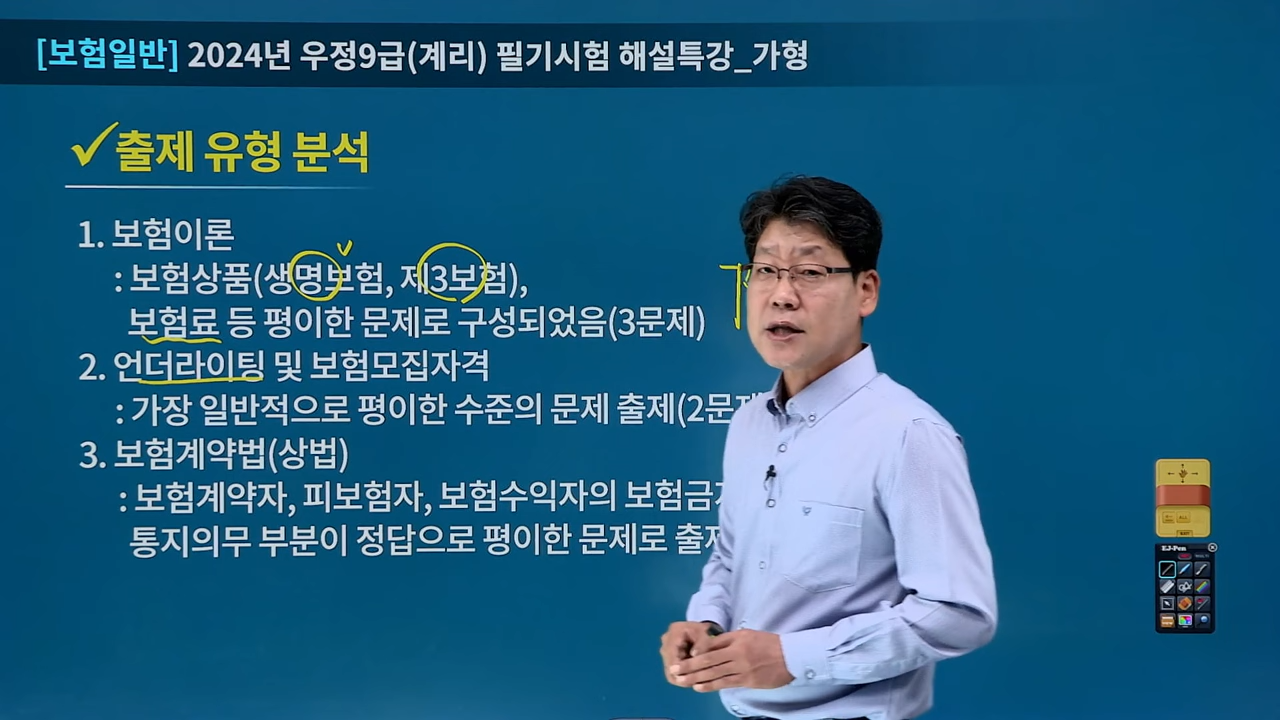 [보험일반] 2024년 우정9급(계리) 필기시험 해설특강_가형
출제 유형 분석
1. 보험이론
: 보험상품(생명보험, 제3보험),
보험료 등 평이한 문제로 구성되었음(3문제)
2. 언더라이팅 및 보험모집자격
: 가장 일반적으로 평이한 수준의 문제 출제(2문제
3. 보험계약법(상법)
: 보험계약자, 피보험자, 보험수익자의 보험금
통지의무 부분이 정답으로 평이한 문제로
EJ-Pen